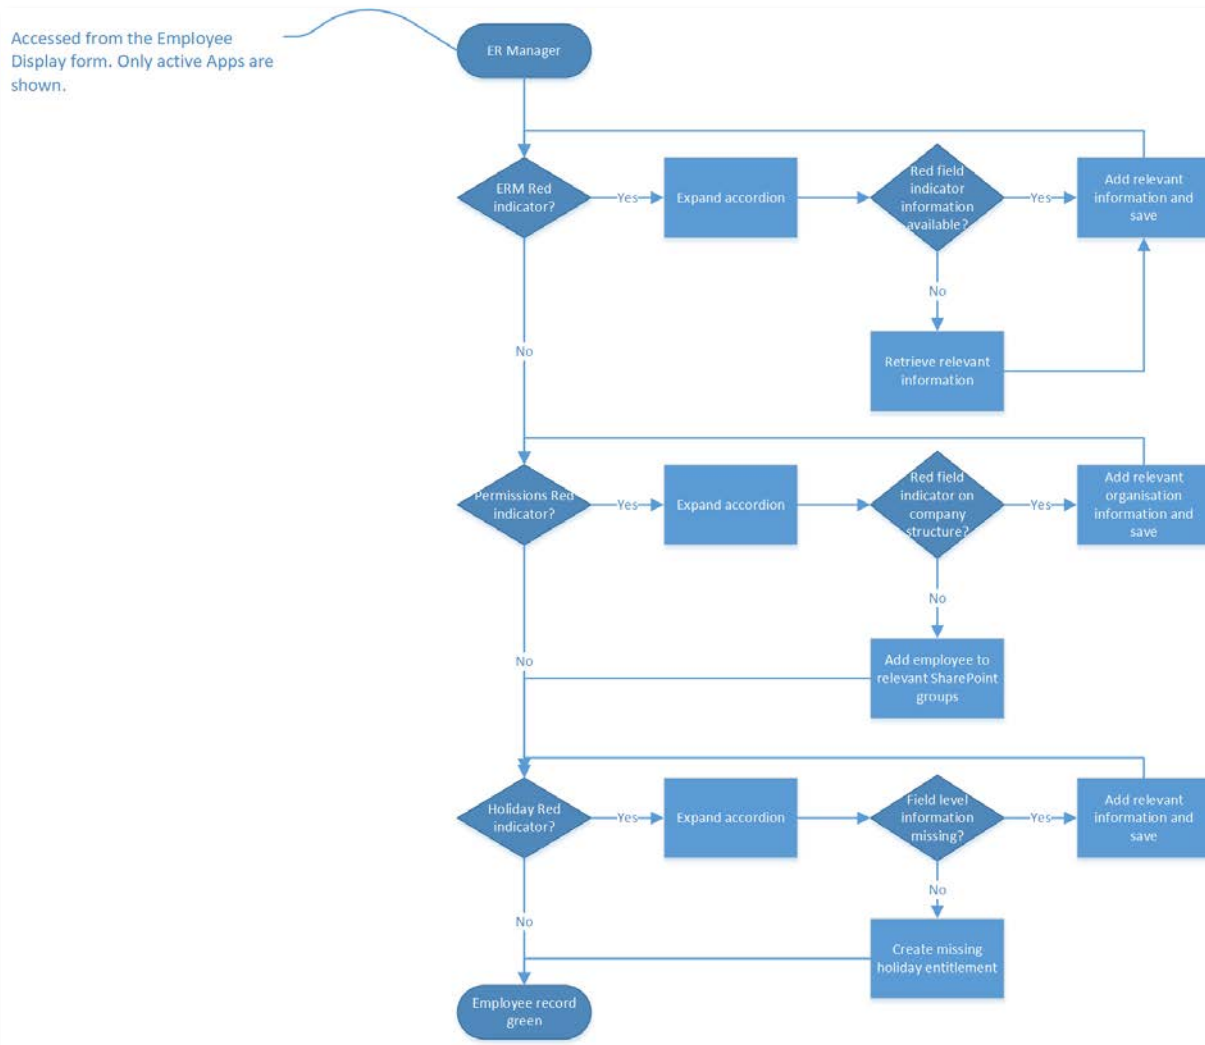 Accessed from the Employee
Display form. Only active Apps are
shown.
ER Manager
ERM Red
indicator?
Yes
Expand accordion
Red field
indicator
information
available?
Yes
Add relevant
information and
save
No
Retrieve relevant
information
No
Permissions Red
indicator?
Yes
Expand accordion
Red field
indicator on
company
structure?
Yes
Add relevant
organisation
information and
save
No
Add employee to
relevant SharePoint
groups
No
Holiday Red
indicator?
Yes
Expand accordion
Field level
information
missing?
Yes
Add relevant
information and
save
No
Create missing
holiday entitlement
No
Employee record
green